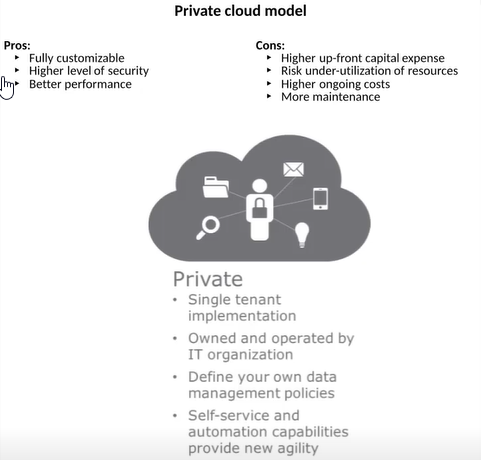 Private cloud model
Pros:
‣ Fully customizable
‣ Higher level of security
‣ Better performance
Cons:
‣ Higher up-front capital expense
‣ Risk under-utilization of resources
‣ Higher ongoing costs
‣ More maintenance
Private
• Single tenant
implementation
• Owned and operated by
IT organization
• Define your own data
management policies
• Self-service and
automation capabilities
provide new agility